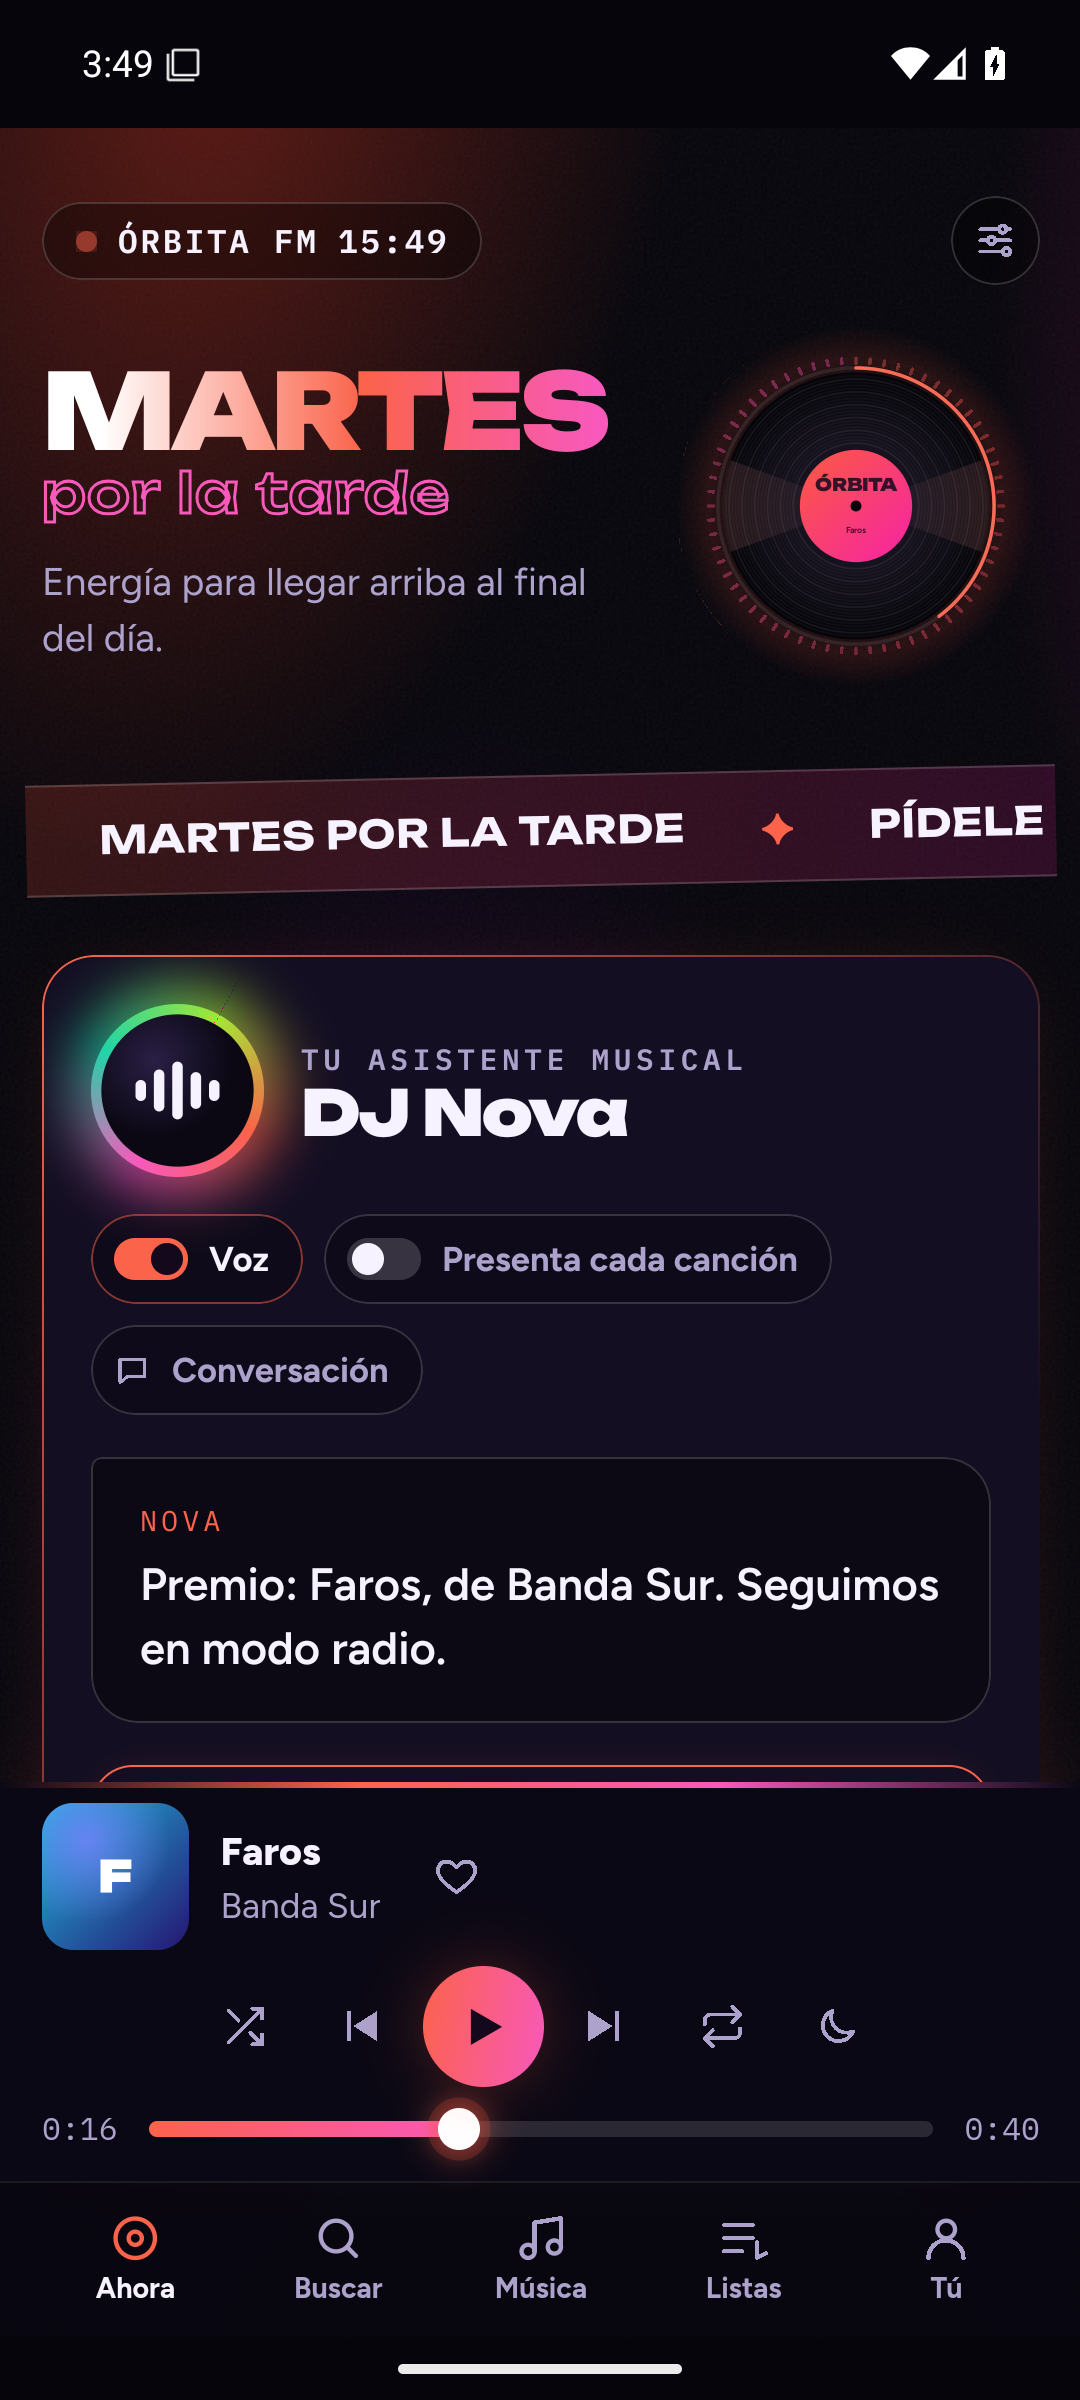 3:49
ÓRBITA FM 15:49
MARTES
por la tarde
Energía para llegar arriba al final
del día.
ÓRBITA
Faros
MARTES POR LA TARDE
PÍDELE
TU ASISTENTE MUSICAL
DJ Nova
Voz
Presenta cada canción
Conversación
NOVA
Premio: Faros, de Banda Sur. Seguimos
en modo radio.
F
Faros
Banda Sur
0:16
0:40
Ahora
Buscar
Música
Listas
Tú